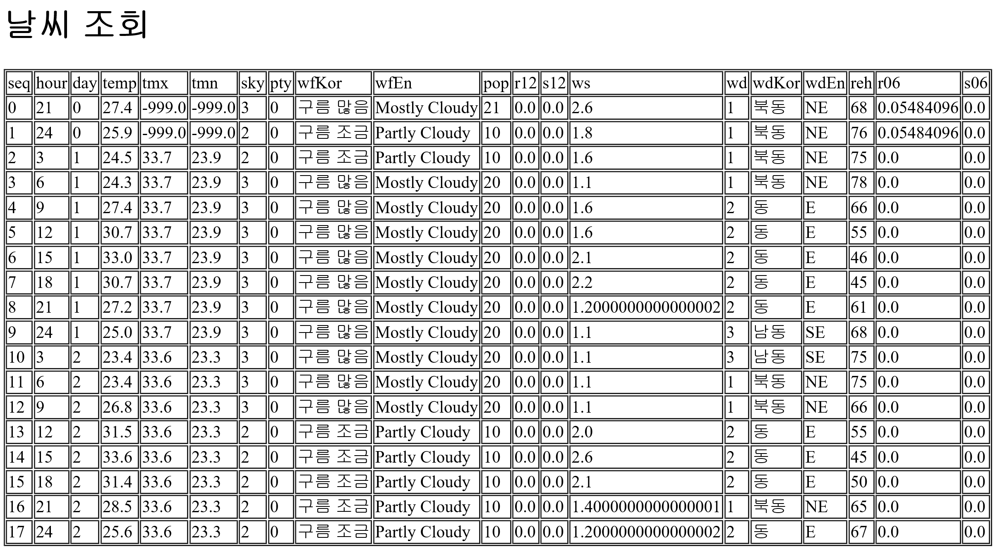 날씨 조회
seq hour day temp tmx tmn sky pty wfKor wfEn pop r12 s12 ws wd wdKor wdEn reh r06 s06
0 21 0 27.4 -999.0 -999.0 3 0 구름 많음 Mostly Cloudy 21 0.0 0.0 2.6 1 북동 NE 68 0.05484096 0.0
1 24 0 25.9 -999.0 -999.0 2 0 구름 조금 Partly Cloudy 10 0.0 0.0 1.8 1 북동 NE 76 0.05484096 0.0
2 3 1 24.5 33.7 23.9 2 0 구름 조금 Partly Cloudy 10 0.0 0.0 1.6 1 북동 NE 75 0.0 0.0
3 6 1 24.3 33.7 23.9 3 0 구름 많음 Mostly Cloudy 20 0.0 0.0 1.1 1 북동 NE 78 0.0 0.0
4 9 1 27.4 33.7 23.9 3 0 구름 많음 Mostly Cloudy 20 0.0 0.0 1.6 2 동 E 66 0.0 0.0
5 12 1 30.7 33.7 23.9 3 0 구름 많음 Mostly Cloudy 20 0.0 0.0 1.6 2 동 E 55 0.0 0.0
6 15 1 33.0 33.7 23.9 3 0 구름 많음 Mostly Cloudy 20 0.0 0.0 2.1 2 동 E 46 0.0 0.0
7 18 1 30.7 33.7 23.9 3 0 구름 많음 Mostly Cloudy 20 0.0 0.0 2.2 2 동 E 45 0.0 0.0
8 21 1 27.2 33.7 23.9 3 0 구름 많음 Mostly Cloudy 20 0.0 0.0 1.2000000000000002 2 동 E 61 0.0 0.0
9 24 1 25.0 33.7 23.9 3 0 구름 많음 Mostly Cloudy 20 0.0 0.0 1.1 3 남동 SE 68 0.0 0.0
10 3 2 23.4 33.6 23.3 3 0 구름 많음 Mostly Cloudy 20 0.0 0.0 1.1 3 남동 SE 75 0.0 0.0
11 6 2 23.4 33.6 23.3 3 0 구름 많음 Mostly Cloudy 20 0.0 0.0 1.1 1 북동 NE 75 0.0 0.0
12 9 2 26.8 33.6 23.3 3 0 구름 많음 Mostly Cloudy 20 0.0 0.0 1.1 1 북동 NE 66 0.0 0.0
13 12 2 31.5 33.6 23.3 2 0 구름 조금 Partly Cloudy 10 0.0 0.0 2.0 2 동 E 55 0.0 0.0
14 15 2 33.6 33.6 23.3 2 0 구름 조금 Partly Cloudy 10 0.0 0.0 2.6 2 동 E 45 0.0 0.0
15 18 2 31.4 33.6 23.3 2 0 구름 조금 Partly Cloudy 10 0.0 0.0 2.1 2 동 E 50 0.0 0.0
16 21 2 28.5 33.6 23.3 2 0 구름 조금 Partly Cloudy 10 0.0 0.0 1.4000000000000001 1 북동 NE 65 0.0 0.0
17 24 2 25.6 33.6 23.3 2 0 구름 조금 Partly Cloudy 10 0.0 0.0 1.2000000000000002 2 동 E 67 0.0 0.0